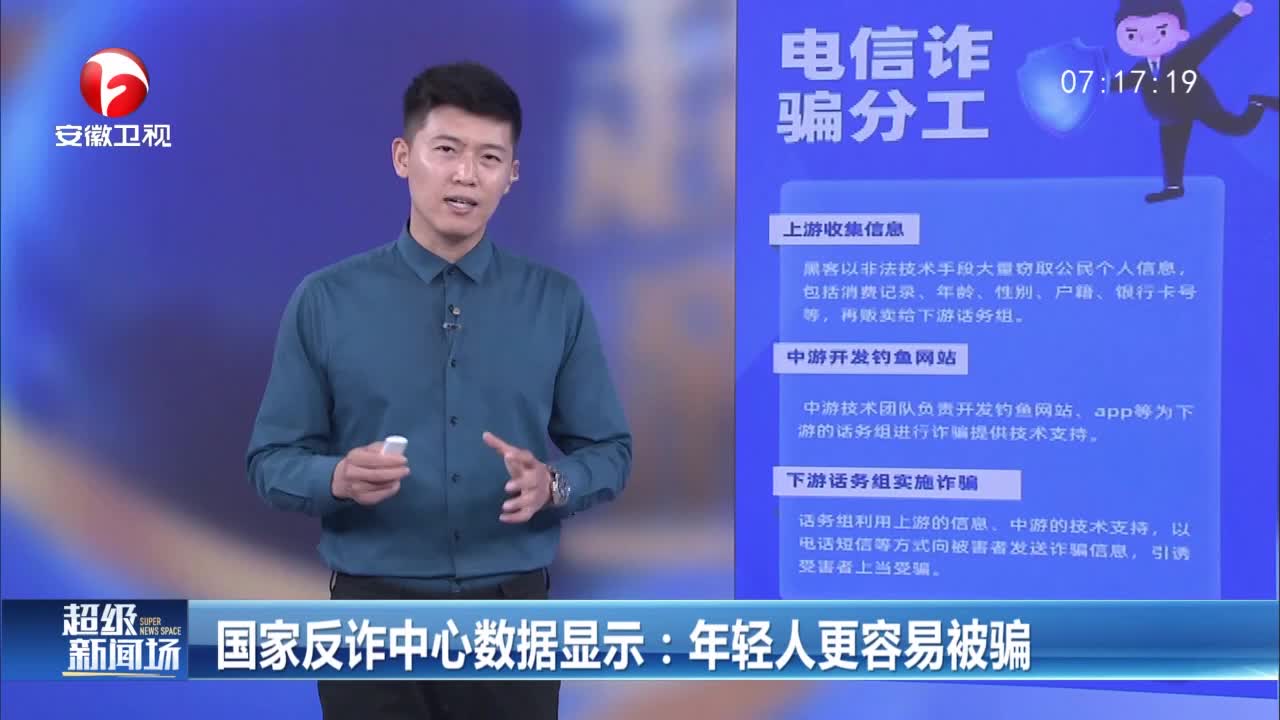 安徽卫视
07:17:19
电信诈
骗分工
上游收集信息
黑客以非法技术手段大量窃取公民个人信息，
包括消费记录、年龄、性别、户籍、银行卡号
等，再贩卖给下游话务组。
中游开发钓鱼网站
中游技术团队负责开发钓鱼网站、app等为下
游的话务组进行诈骗提供技术支持。
下游话务组实施诈骗
话务组利用上游的信息、中游的技术支持，以
电话短信等方式向被害者发送诈骗信息，引诱
受害者上当受骗。
超级
新闻场
SUPER
NEWS SPACE
国家反诈中心数据显示：年轻人更容易被骗